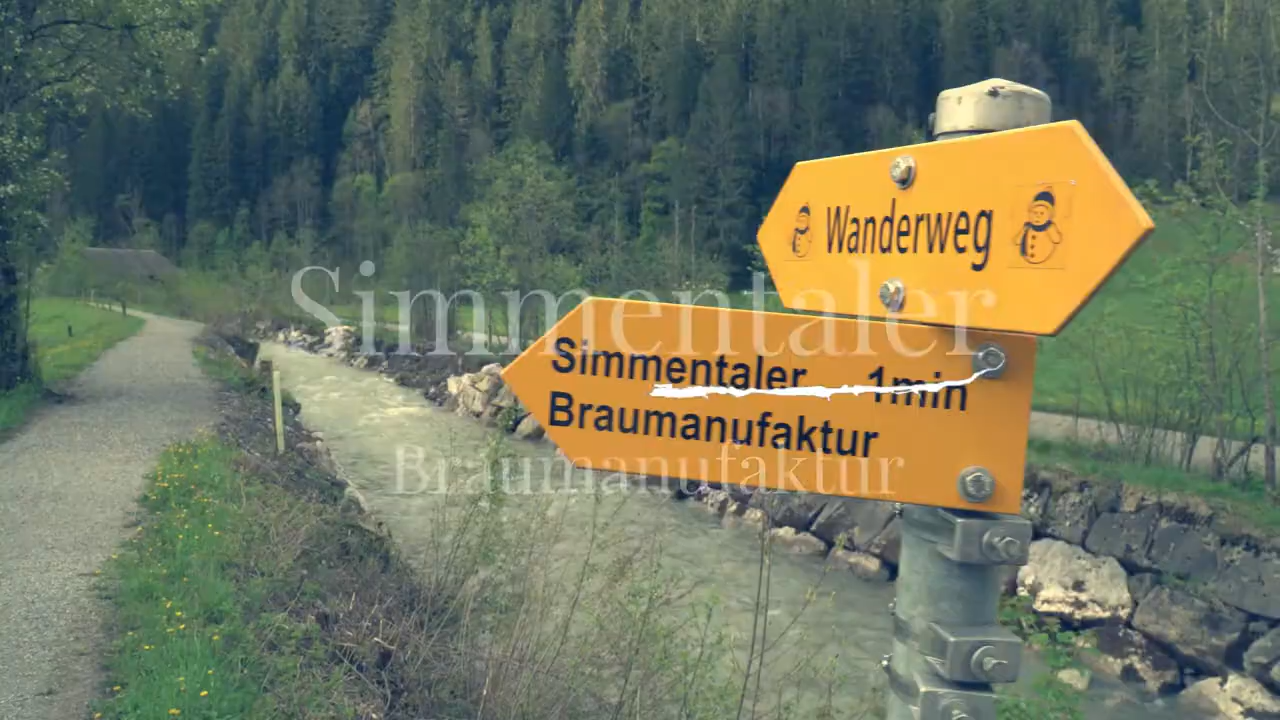 Wanderweg
Simmentaler
Simmentaler 1min
Braumanufaktur
Braumanufaktur